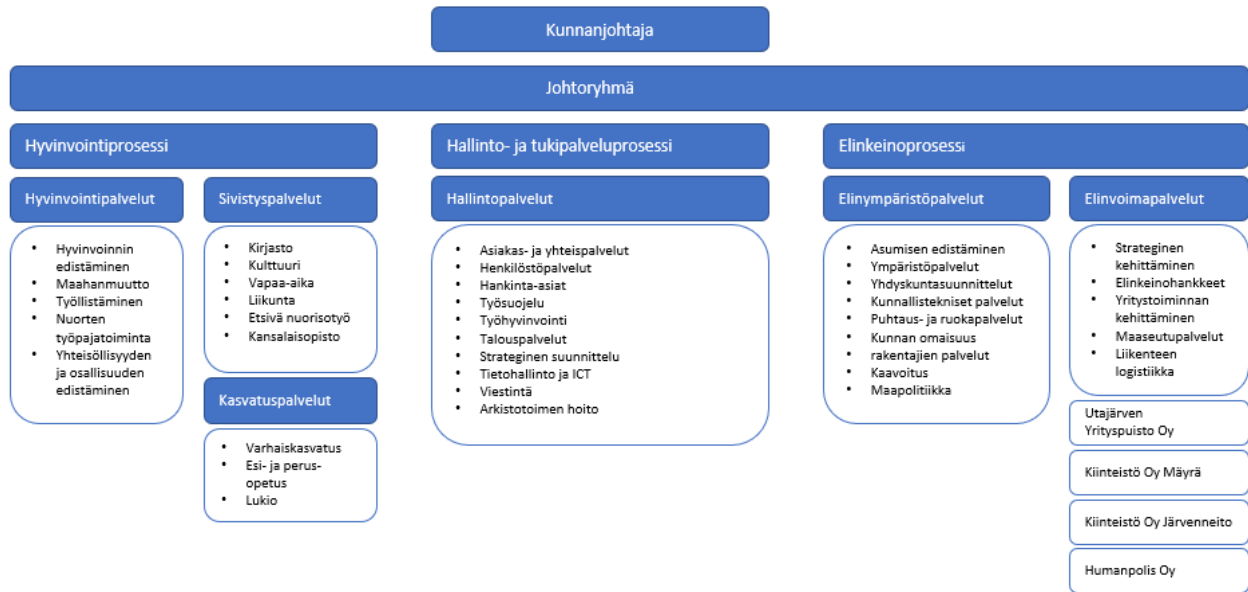 Kunnanjohtaja
Johtoryhmä
Hyvinvointiprosessi
Hyvinvointipalvelut
• Hyvinvoinnin
edistäminen
• Maahanmuutto
• Työllistäminen
• Nuorten
työpajatoiminta
• Yhteisöllisyyden
ja osallisuuden
edistäminen
Sivistyspalvelut
• Kirjasto
• Kulttuuri
• Vapaa-aika
• Liikunta
• Etsivä nuorisotyö
• Kansalaisopisto
Kasvatuspalvelut
• Varhaiskasvatus
• Esi- ja perus-
opetus
• Lukio
Hallinto- ja tukipalveluprosessi
Hallintopalvelut
• Asiakas- ja yhteispalvelut
• Henkilöstöpalvelut
• Hankinta-asiat
• Työsuojelu
• Työhyvinvointi
• Talouspalvelut
• Strateginen suunnittelu
• Tietohallinto ja ICT
• Viestintä
• Arkistotoimen hoito
Elinkeinoprosessi
Elinympäristöpalvelut
• Asumisen edistäminen
• Ympäristöpalvelut
• Yhdyskuntasuunnittelut
• Kunnallistekniset palvelut
• Puhtaus- ja ruokapalvelut
• Kunnan omaisuus
• rakentajien palvelut
• Kaavoitus
• Maapolitiikka
Elinvoimapalvelut
• Strateginen
kehittäminen
• Elinkeinohankkeet
• Yritystoiminnan
kehittäminen
• Maaseutupalvelut
• Liikenteen
logistiikka
Utajärven
Yrityspuisto Oy
Kiinteistö Oy Mäyrä
Kiinteistö Oy Järvenneito
Humanpolis Oy